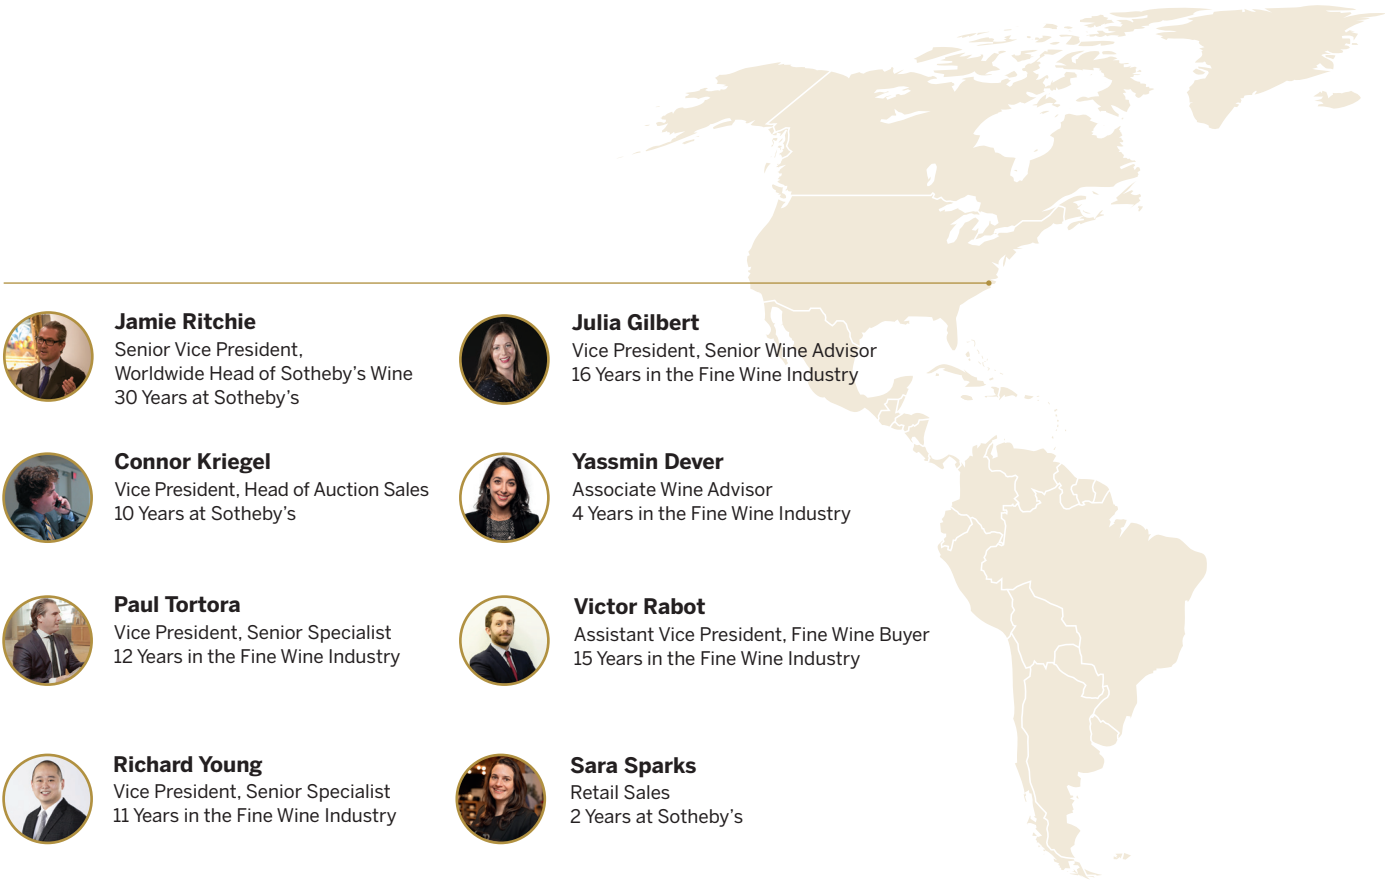 Jamie Ritchie
Senior Vice President,
Worldwide Head of Sotheby's Wine
30 Years at Sotheby's
Connor Kriegel
Vice President, Head of Auction Sales
10 Years at Sotheby's
Paul Tortora
Vice President, Senior Specialist
12 Years in the Fine Wine Industry
Richard Young
Vice President, Senior Specialist
11 Years in the Fine Wine Industry
Julia Gilbert
Vice President, Senior Wine Advisor
16 Years in the Fine Wine Industry
Yassmin Dever
Associate Wine Advisor
4 Years in the Fine Wine Industry
Victor Rabot
Assistant Vice President, Fine Wine Buyer
15 Years in the Fine Wine Industry
Sara Sparks
Retail Sales
2 Years at Sotheby's